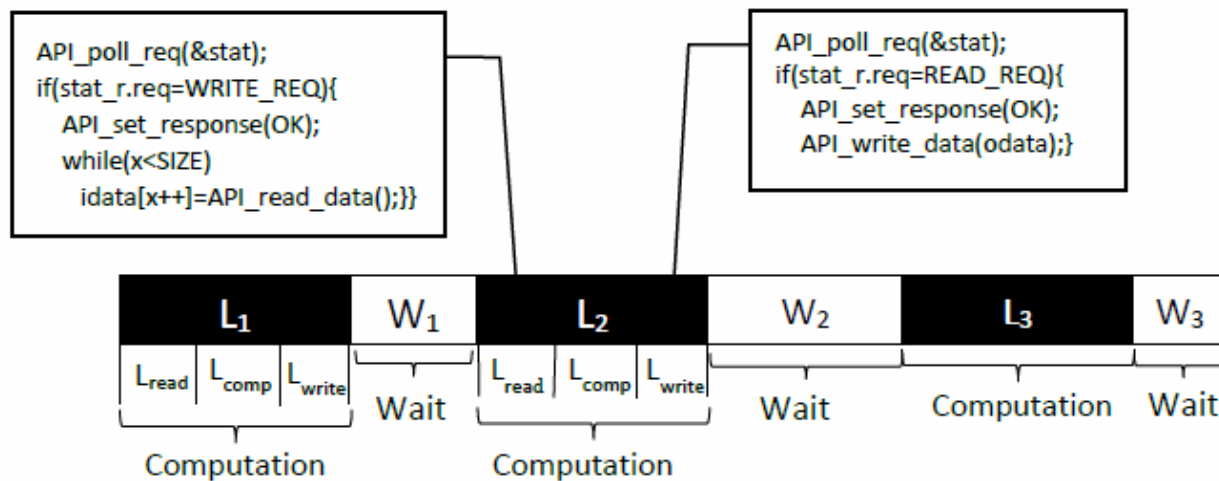 API_poll_req(&stat);
if(stat_r.req=WRITE_REQ){
API_set_response(OK);
while(x<SIZE)
idata[x++]=API_read_data();}}
API_poll_req(&stat);
if(stat_r.req=READ_REQ){
API_set_response(OK);
API_write_data(odata);}
L1 W1 L2 W2 L3 W3
Lread Lcomp Lwrite Lread Lcomp Lwrite
Wait Wait Computation Wait
Computation Computation